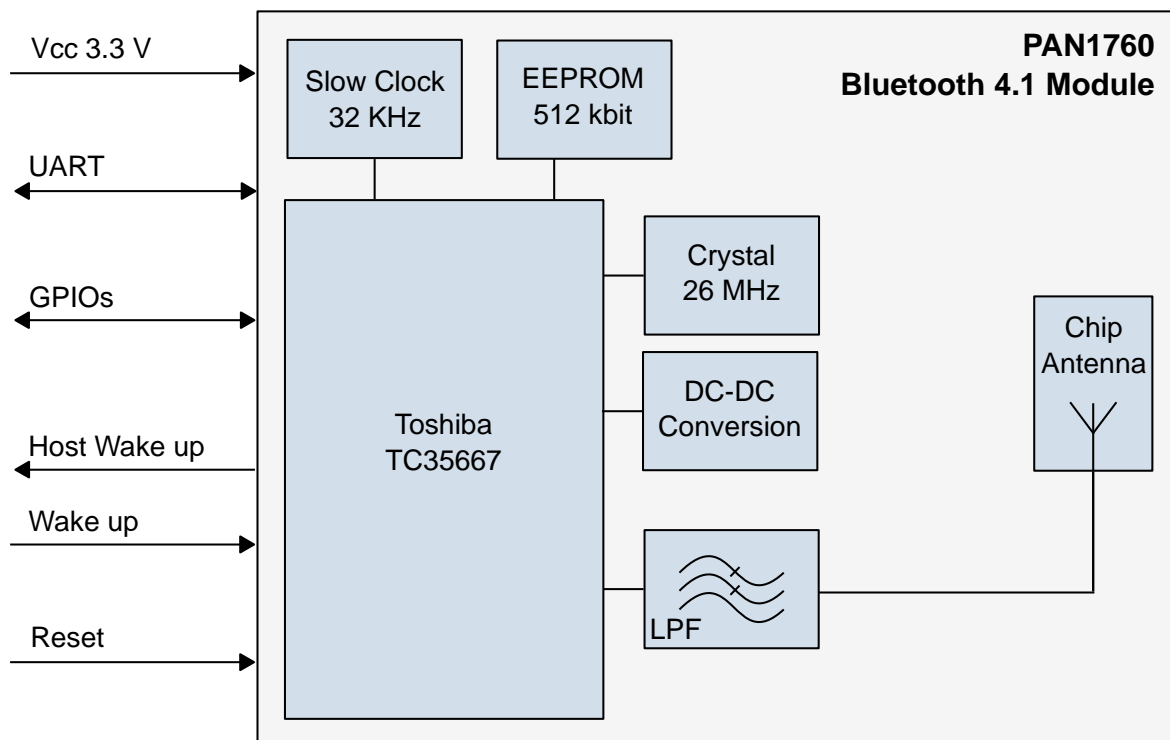 Vcc 3.3 V
UART
GPIOs
Host Wake up
Wake up
Reset
PAN1760
Bluetooth 4.1 Module
Slow Clock
32 KHz
EEPROM
512 kbit
Crystal
26 MHz
DC-DC
Conversion
Toshiba
TC35667
LPF
Chip
Antenna